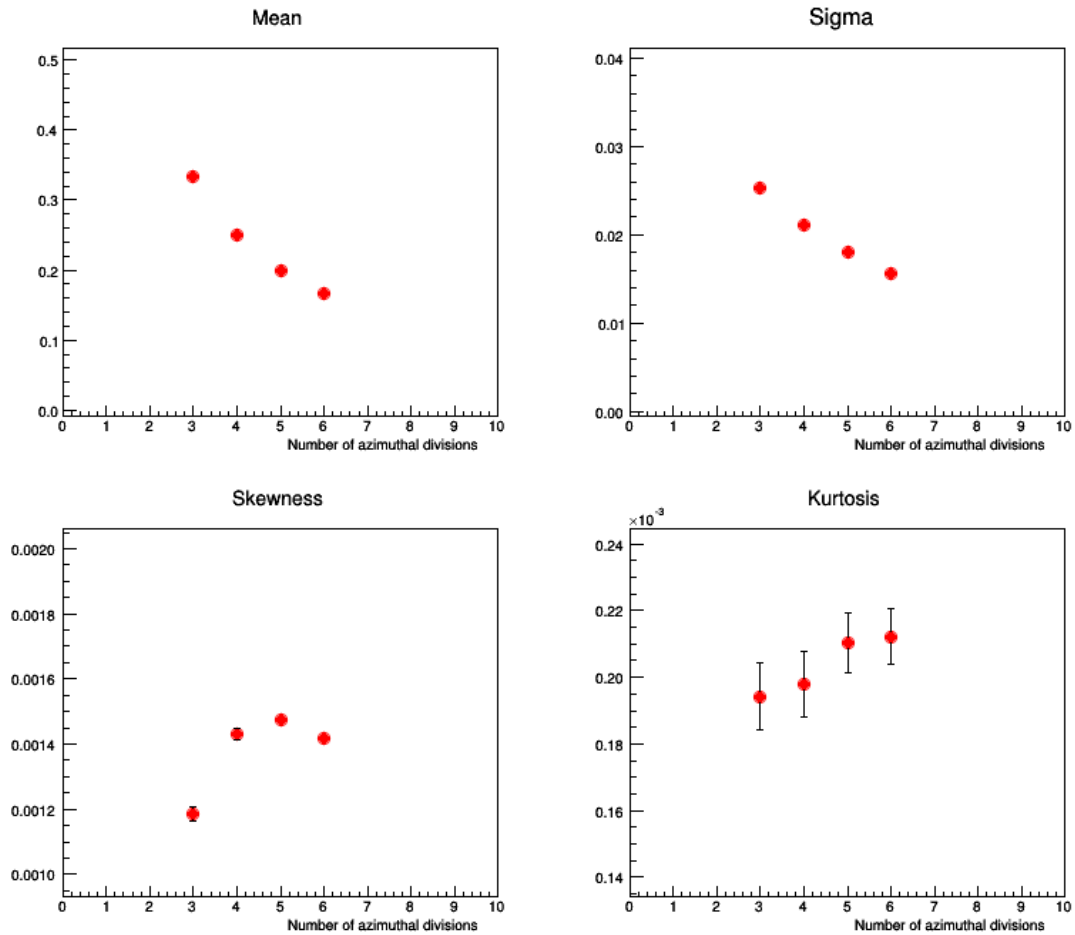 Mean
0.5
0.4
0.3
0.2
0.1
0.0
0 1 2 3 4 5 6 7 8 9 10
Number of azimuthal divisions
Sigma
0.04
0.03
0.02
0.01
0.00
0 1 2 3 4 5 6 7 8 9 10
Number of azimuthal divisions
Skewness
0.0020
0.0018
0.0016
0.0014
0.0012
0.0010
0 1 2 3 4 5 6 7 8 9 10
Number of azimuthal divisions
Kurtosis
×10⁻³
0.24
0.22
0.20
0.18
0.16
0.14
0 1 2 3 4 5 6 7 8 9 10
Number of azimuthal divisions